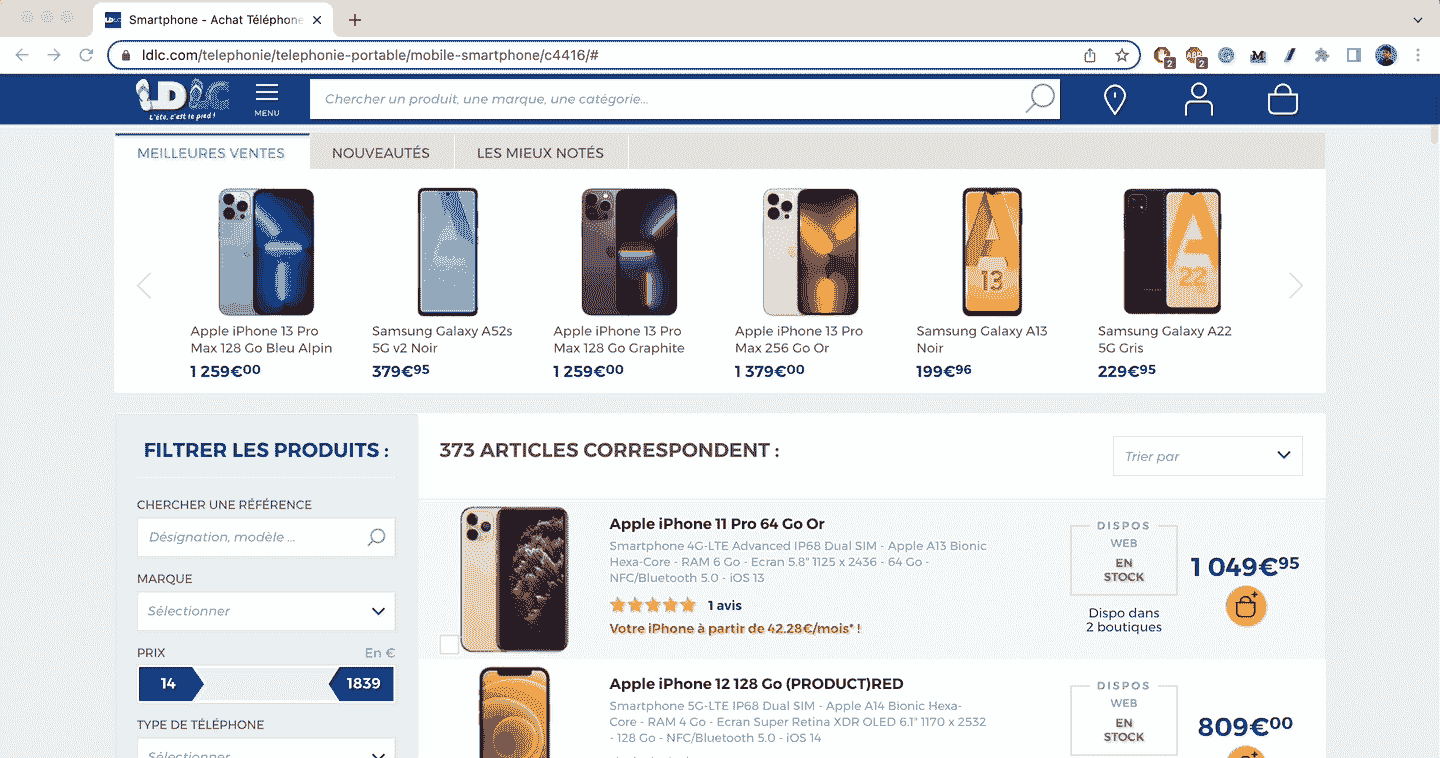 Smartphone - Achat Téléphone
ldlc.com/telephonie/telephonie-portable/mobile-smartphone/c4416/#
2
2
LDLC
L'été, c'est le pied !
MENU
Chercher un produit, une marque, une catégorie...
MEILLEURES VENTES
NOUVEAUTÉS
LES MIEUX NOTÉS
13
22
Apple iPhone 13 Pro
Max 128 Go Bleu Alpin
1 259€00
Samsung Galaxy A52s
5G v2 Noir
379€95
Apple iPhone 13 Pro
Max 128 Go Graphite
1 259€00
Apple iPhone 13 Pro
Max 256 Go Or
1 379€00
Samsung Galaxy A13
Noir
199€96
Samsung Galaxy A22
5G Gris
229€95
FILTRER LES PRODUITS :
CHERCHER UNE RÉFÉRENCE
Désignation, modèle ...
MARQUE
Sélectionner
PRIX
En €
14
1839
TYPE DE TÉLÉPHONE
Sélectionner
373 ARTICLES CORRESPONDENT :
Trier par
Apple iPhone 11 Pro 64 Go Or
Smartphone 4G-LTE Advanced IP68 Dual SIM - Apple A13 Bionic
Hexa-Core - RAM 6 Go - Ecran 5.8" 1125 x 2436 - 64 Go -
NFC/Bluetooth 5.0 - iOS 13
1 avis
Votre iPhone à partir de 42.28€/mois* !
DISPOS
WEB
EN
STOCK
Dispo dans
2 boutiques
1 049€95
Apple iPhone 12 128 Go (PRODUCT)RED
Smartphone 5G-LTE IP68 Dual SIM - Apple A14 Bionic Hexa-
Core - RAM 4 Go - Ecran Super Retina XDR OLED 6.1" 1170 x 2532
- 128 Go - NFC/Bluetooth 5.0 - iOS 14
DISPOS
WEB
EN
STOCK
809€00